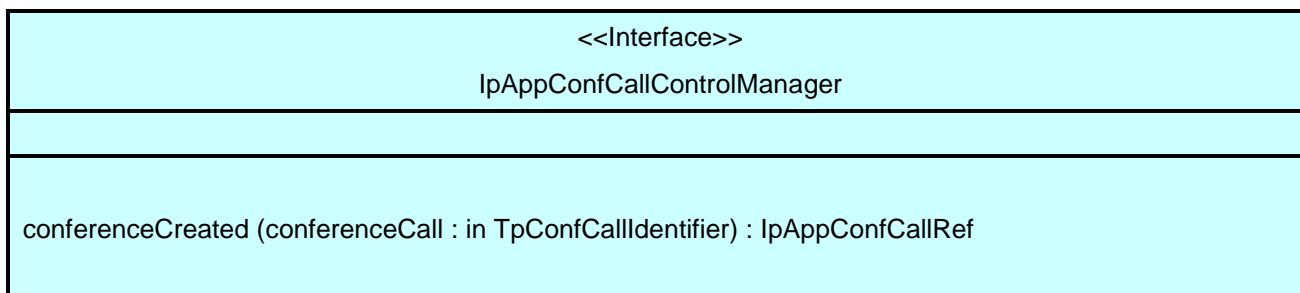 <<Interface>>
IpAppConfCallControlManager
conferenceCreated (conferenceCall : in TpConfCallIdentifier) : IpAppConfCallRef